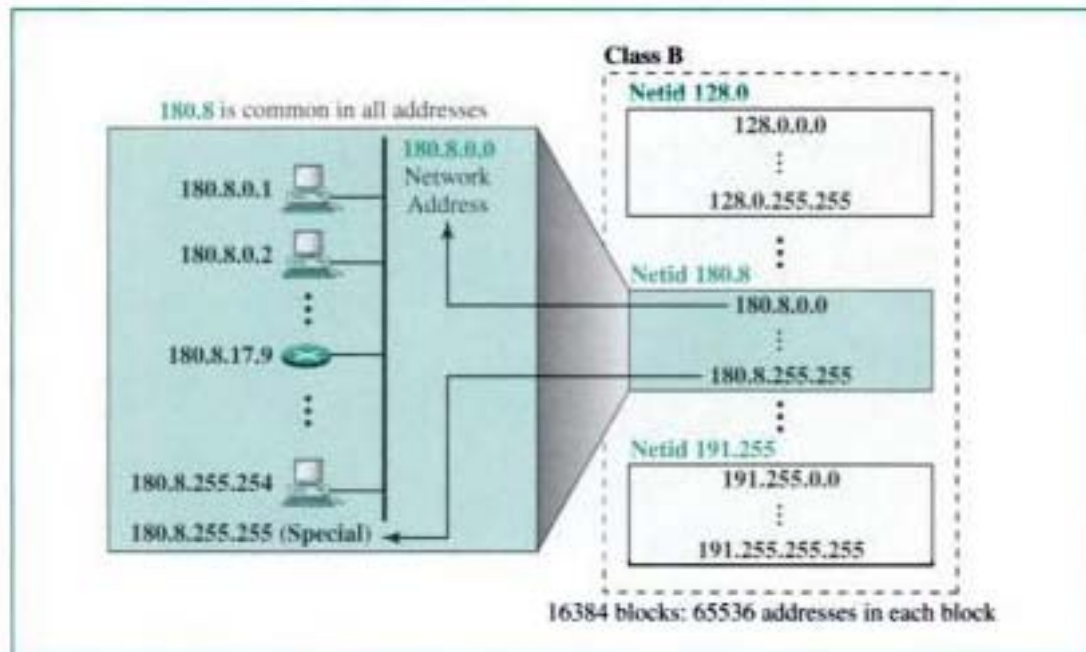 Class B
180.8 is common in all addresses
180.8.0.0
Network
Address
180.8.0.1
180.8.0.2
180.8.17.9
180.8.255.254
180.8.255.255 (Special)
Netid 128.0
128.0.0.0
128.0.255.255
Netid 180.8
180.8.0.0
180.8.255.255
Netid 191.255
191.255.0.0
191.255.255.255
16384 blocks: 65536 addresses in each block